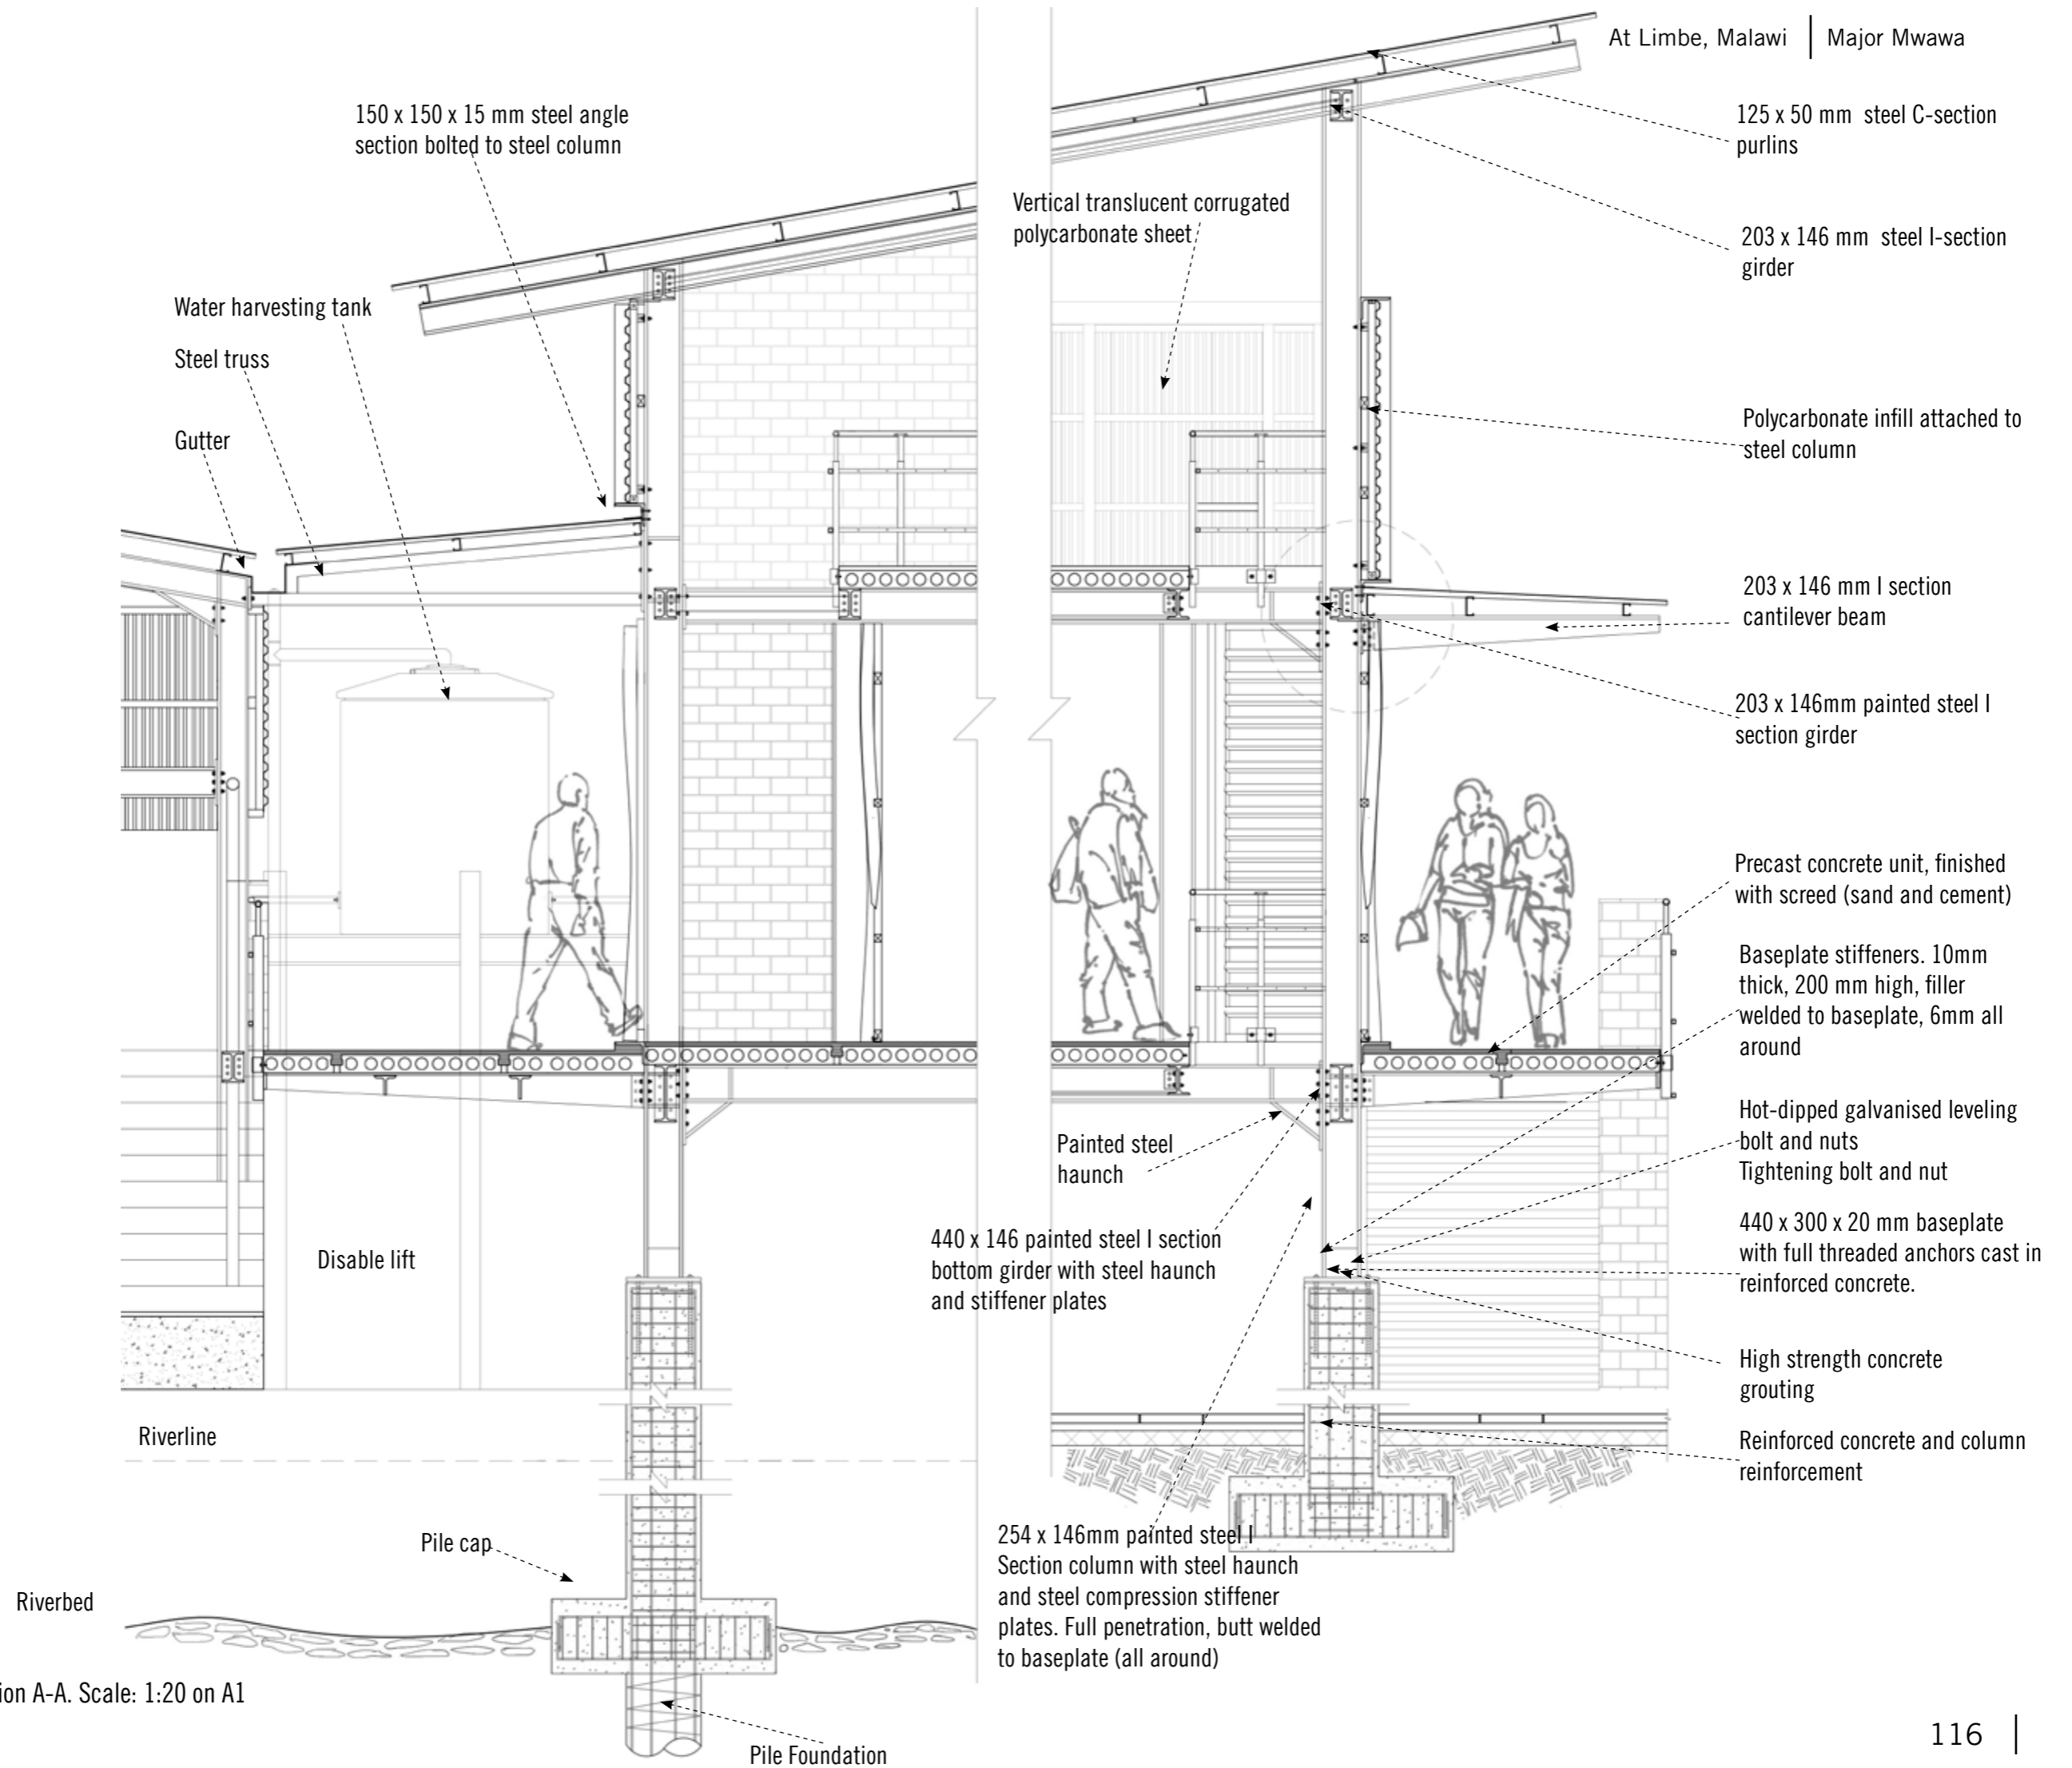 At Limbe, Malawi | Major Mwawa
150 x 150 x 15 mm steel angle
section bolted to steel column
125 x 50 mm steel C-section
purlins
Vertical translucent corrugated
polycarbonate sheet
203 x 146 mm steel I-section
girder
Water harvesting tank
Steel truss
Gutter
Polycarbonate infill attached to
steel column
203 x 146 mm I section
cantilever beam
203 x 146mm painted steel I
section girder
Precast concrete unit, finished
with screed (sand and cement)
Baseplate stiffeners. 10mm
thick, 200 mm high, filler
welded to baseplate, 6mm all
around
Hot-dipped galvanised leveling
bolt and nuts
Tightening bolt and nut
Painted steel
haunch
440 x 146 painted steel I section
bottom girder with steel haunch
and stiffener plates
440 x 300 x 20 mm baseplate
with full threaded anchors cast in
reinforced concrete.
Disable lift
High strength concrete
grouting
Riverline
Reinforced concrete and column
reinforcement
Pile cap
254 x 146mm painted steel I
Section column with steel haunch
and steel compression stiffener
plates. Full penetration, butt welded
to baseplate (all around)
Riverbed
ion A-A. Scale: 1:20 on A1
Pile Foundation
116 |